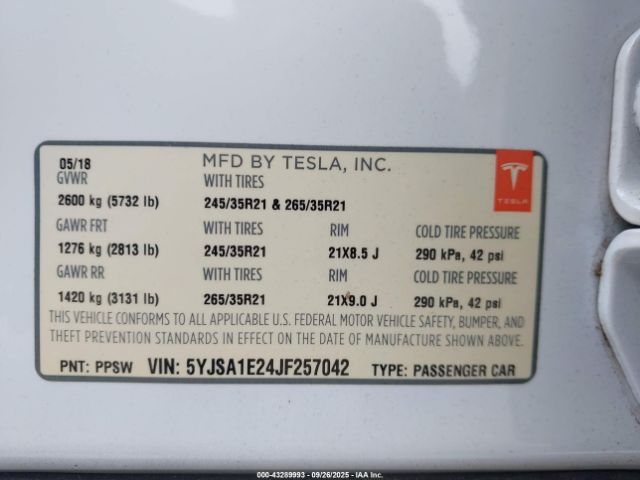 05/18 MFD BY TESLA, INC.
GVWR WITH TIRES
TESLA
2600 kg (5732 lb) 245/35R21 & 265/35R21
GAWR FRT WITH TIRES RIM COLD TIRE PRESSURE
1276 kg (2813 lb) 245/35R21 21X8.5 J 290 kPa, 42 psi
GAWR RR WITH TIRES RIM COLD TIRE PRESSURE
1420 kg (3131 lb) 265/35R21 21X9.0 J 290 kPa, 42 psi
THIS VEHICLE CONFORMS TO ALL APPLICABLE U.S. FEDERAL MOTOR VEHICLE SAFETY, BUMPER, AND
THEFT PREVENTION STANDARDS IN EFFECT ON THE DATE OF MANUFACTURE SHOWN ABOVE.
PNT: PPSW VIN: 5YJSA1E24JF257042 TYPE: PASSENGER CAR
000-43289993 - 09/26/2025 - IAA Inc.